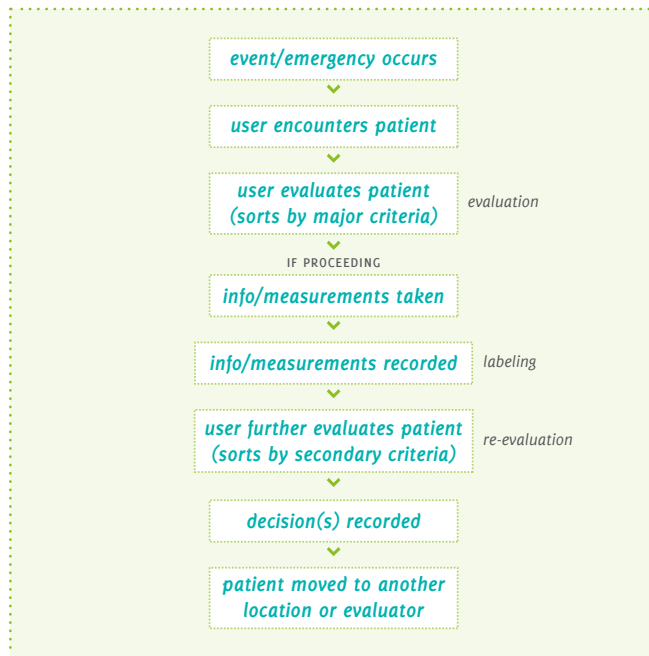 event/emergency occurs
user encounters patient
user evaluates patient
(sorts by major criteria)
evaluation
IF PROCEEDING
info/measurements taken
info/measurements recorded
labeling
user further evaluates patient
(sorts by secondary criteria)
re-evaluation
decision(s) recorded
patient moved to another
location or evaluator